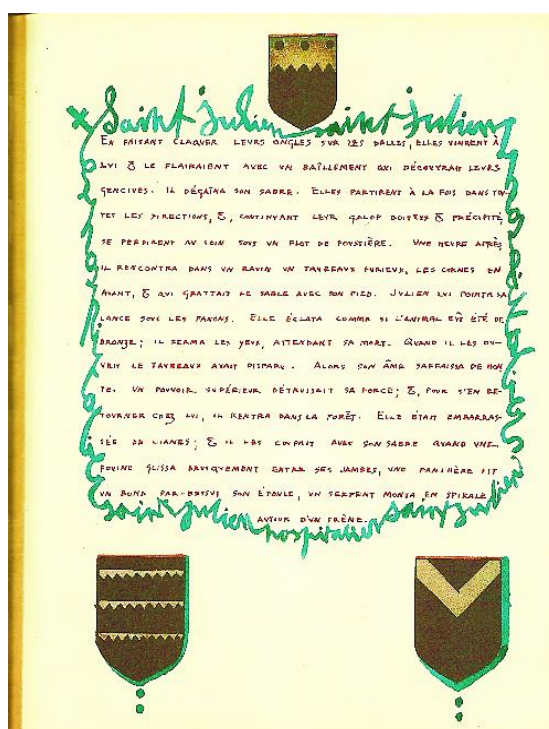 Saint Julien saint Julien
EN FAISANT CLAQUER LEURS ONGLES SUR LES DALLES, ELLES VINRENT À
LUI & LE FLAIRAIENT AVEC UN BAÎLLEMENT QUI DÉCOUVRAIT LEURS
GENCIVES. IL DÉGAÎNA SON SABRE. ELLES PARTIRENT À LA FOIS DANS TOU-
TES LES DIRECTIONS, &, CONTINUANT LEUR GALOP BOITEUX & PRÉCIPITÉ,
SE PERDIRENT AU LOIN SOUS UN FLOT DE POUSSIÈRE. UNE HEURE APRÈS
IL RENCONTRA DANS UN RAVIN UN TAUREAUX FURIEUX, LES CORNES EN
AVANT, & QUI GRATTAIT LE SABLE AVEC SON PIED. JULIEN LUI POINTA SA
LANCE SOUS LES FANONS. ELLE ÉCLATA COMME SI L'ANIMAL EÛT ÉTÉ DE
BRONZE; IL FERMA LES YEUX, ATTENDANT SA MORT. QUAND IL LES OU-
VRIT LE TAUREAUX AVAIT DISPARU. ALORS SON ÂME S'AFFAISSA DE HON-
TE. UN POUVOIR SUPÉRIEUR DÉTRUISAIT SA FORCE; &, POUR S'EN RE-
TOURNER CHEZ LUI, IL RENTRA DANS LA FORÊT. ELLE ÉTAIT EMBARRAS-
SÉE DE LIANES; & IL LES COUPAIT AVEC SON SABRE QUAND UNE
FOUINE GLISSA BRUSQUEMENT ENTRE SES JAMBES, UNE PANTHÈRE FIT
UN BOND PAR-DESSUS SON ÉPAULE, UN SERPENT MONTA EN SPIRALE
AUTOUR D'UN FRÊNE.
saint Julien hospitalier saint Julien